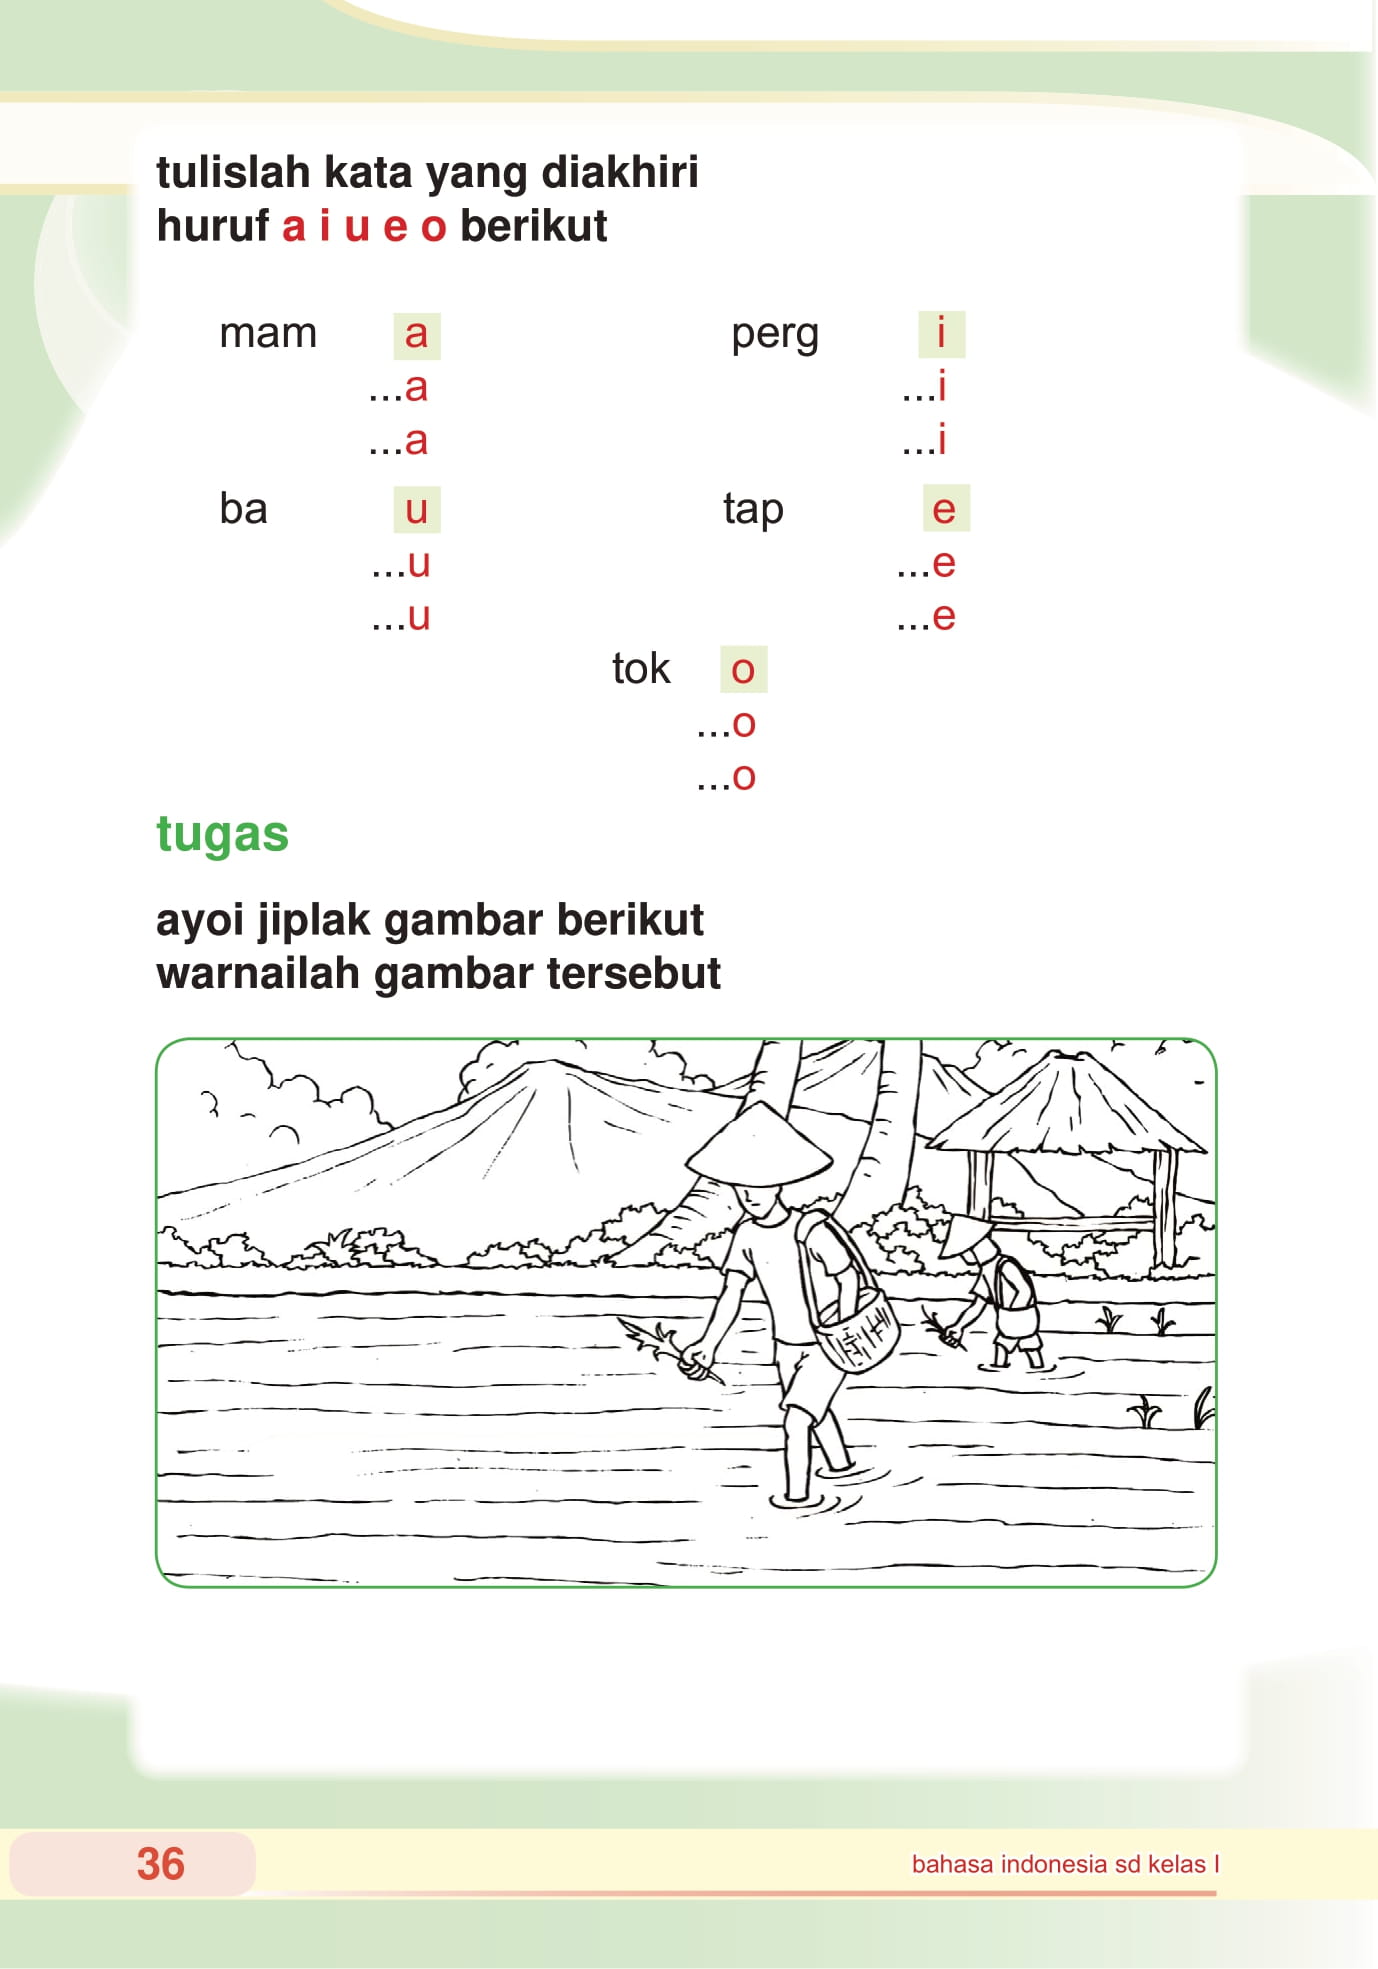 tulislah kata yang diakhiri
huruf a i u e o berikut
mam a perg i
...a ...i
...a ...i
ba u tap e
...u ...e
...u ...e
tok o
...o
...o
tugas
ayoi jiplak gambar berikut
warnailah gambar tersebut
36
bahasa indonesia sd kelas I